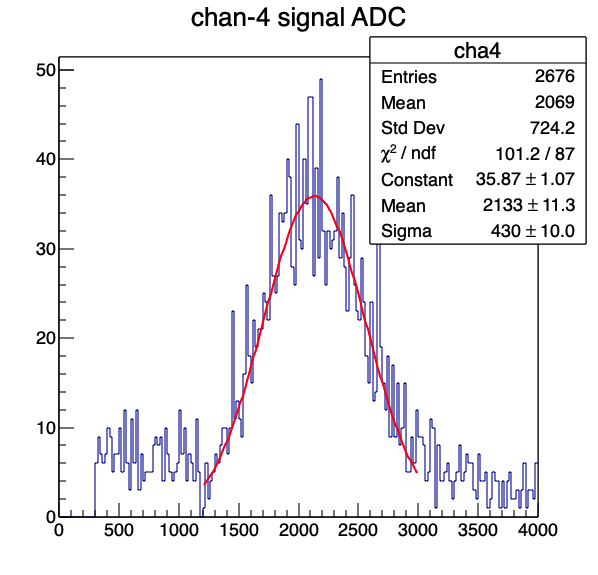 chan-4 signal ADC
cha4
Entries 2676
Mean 2069
Std Dev 724.2
χ² / ndf 101.2 / 87
Constant 35.87 ± 1.07
Mean 2133 ± 11.3
Sigma 430 ± 10.0
50
40
30
20
10
0
0 500 1000 1500 2000 2500 3000 3500 4000